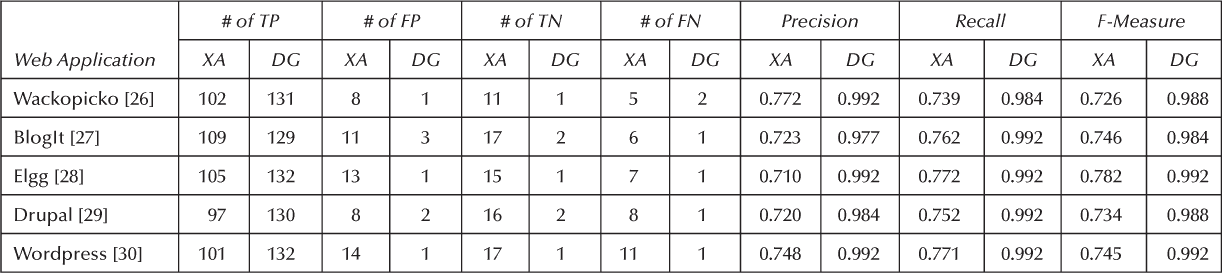 # of TP # of FP # of TN # of FN Precision Recall F-Measure
Web Application XA DG XA DG XA DG XA DG XA DG XA DG XA DG
Wackopicko [26] 102 131 8 1 11 1 5 2 0.772 0.992 0.739 0.984 0.726 0.988
BlogIt [27] 109 129 11 3 17 2 6 1 0.723 0.977 0.762 0.992 0.746 0.984
Elgg [28] 105 132 13 1 15 1 7 1 0.710 0.992 0.772 0.992 0.782 0.992
Drupal [29] 97 130 8 2 16 2 8 1 0.720 0.984 0.752 0.992 0.734 0.988
Wordpress [30] 101 132 14 1 17 1 11 1 0.748 0.992 0.771 0.992 0.745 0.992